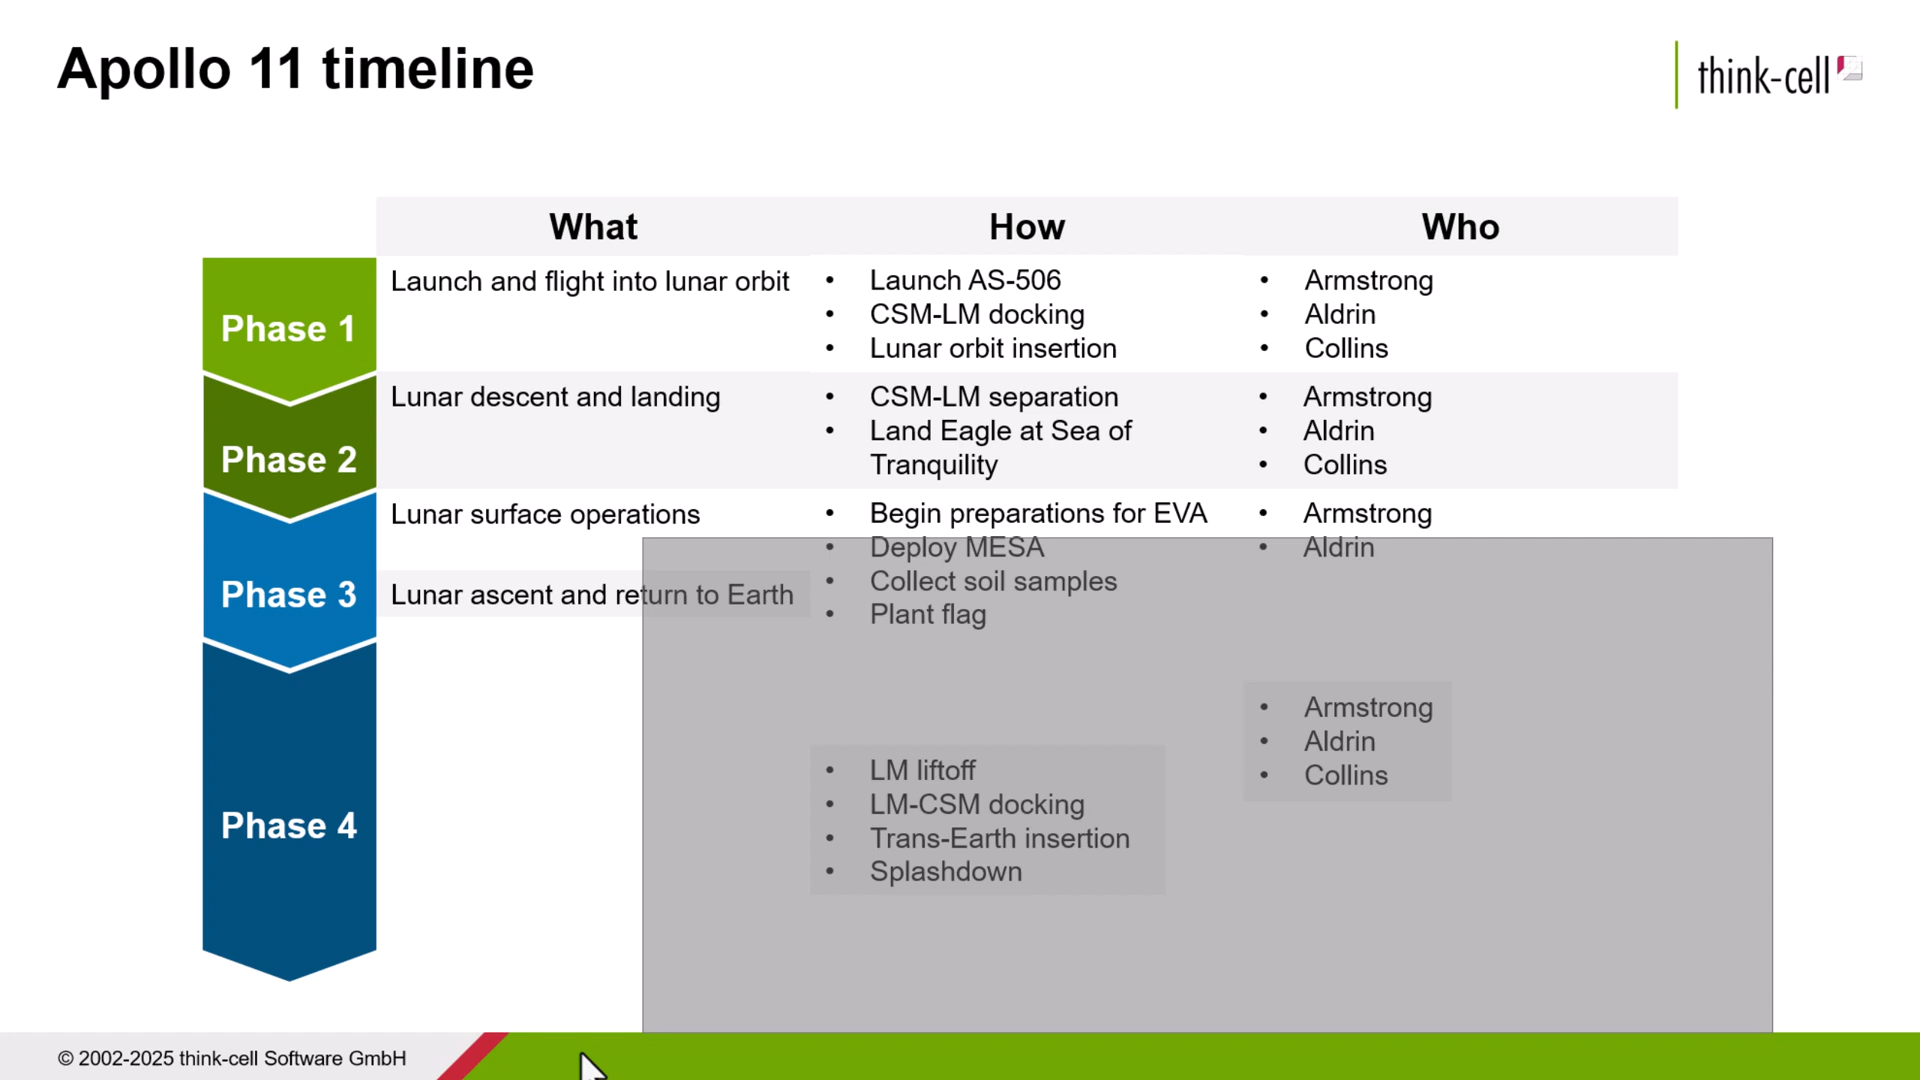 Apollo 11 timeline
think-cell
What How Who
Phase 1
Launch and flight into lunar orbit
• Launch AS-506
• CSM-LM docking
• Lunar orbit insertion
• Armstrong
• Aldrin
• Collins
Phase 2
Lunar descent and landing
• CSM-LM separation
• Land Eagle at Sea of
Tranquility
• Armstrong
• Aldrin
• Collins
Phase 3
Lunar surface operations
• Begin preparations for EVA
• Deploy MESA
• Collect soil samples
• Plant flag
• Armstrong
• Aldrin
Phase 4
Lunar ascent and return to Earth
• LM liftoff
• LM-CSM docking
• Trans-Earth insertion
• Splashdown
• Armstrong
• Aldrin
• Collins
© 2002-2025 think-cell Software GmbH